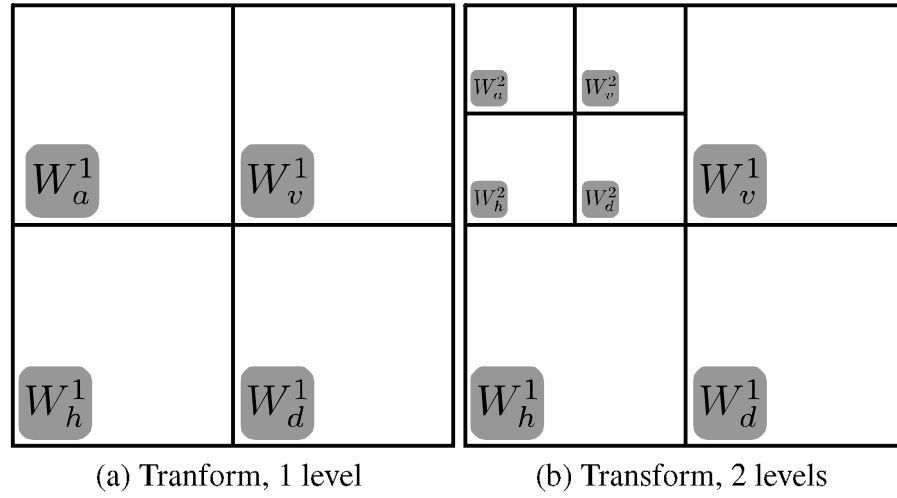 W_a^2 W_v^2
W_a^1 W_v^1 W_h^2 W_d^2 W_v^1
W_h^1 W_d^1 W_h^1 W_d^1
(a) Tranform, 1 level (b) Transform, 2 levels